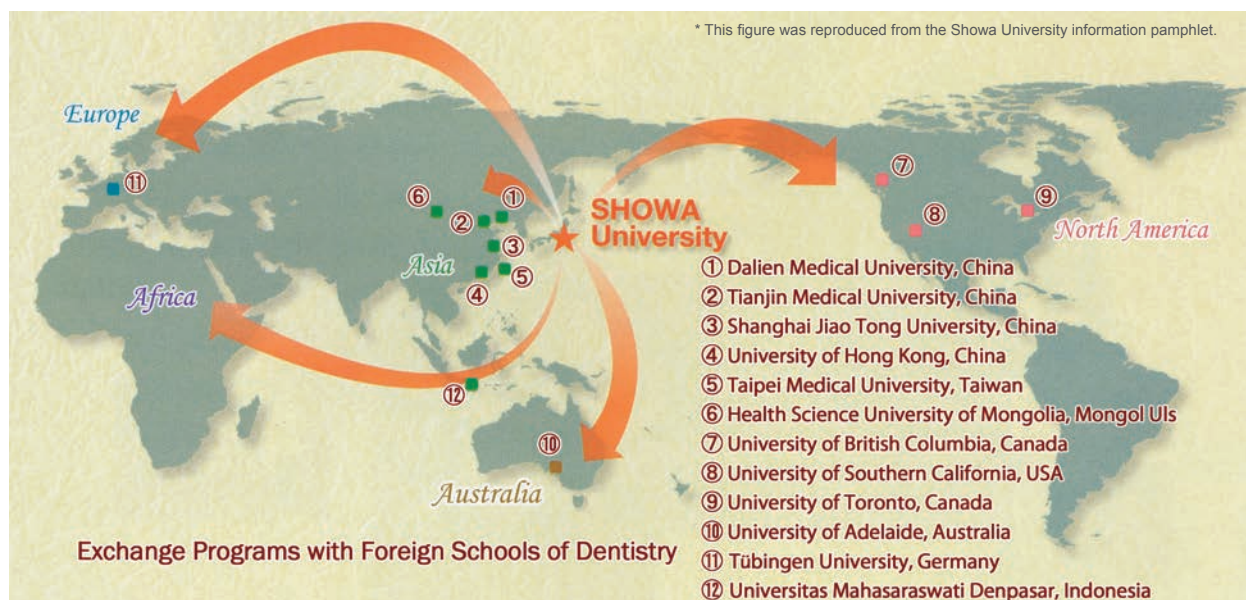 * This figure was reproduced from the Showa University information pamphlet.
Europe
⑪
⑥
①
②
③
④
⑤
SHOWA
University
Asia
Africa
⑫
⑩
Australia
⑦
⑧
⑨
North America
① Dalien Medical University, China
② Tianjin Medical University, China
③ Shanghai Jiao Tong University, China
④ University of Hong Kong, China
⑤ Taipei Medical University, Taiwan
⑥ Health Science University of Mongolia, Mongol Uls
⑦ University of British Columbia, Canada
⑧ University of Southern California, USA
⑨ University of Toronto, Canada
⑩ University of Adelaide, Australia
⑪ Tübingen University, Germany
⑫ Universitas Mahasaraswati Denpasar, Indonesia
Exchange Programs with Foreign Schools of Dentistry